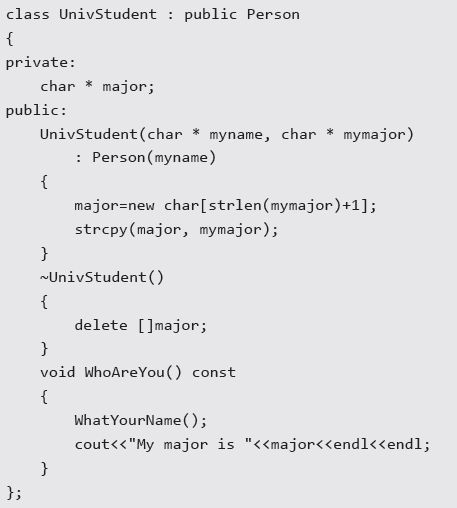 class UnivStudent : public Person
{
private:
    char * major;
public:
    UnivStudent(char * myname, char * mymajor)
        : Person(myname)
    {
        major=new char[strlen(mymajor)+1];
        strcpy(major, mymajor);
    }
    ~UnivStudent()
    {
        delete []major;
    }
    void WhoAreYou() const
    {
        WhatYourName();
        cout<<"My major is "<<major<<endl<<endl;
    }
};